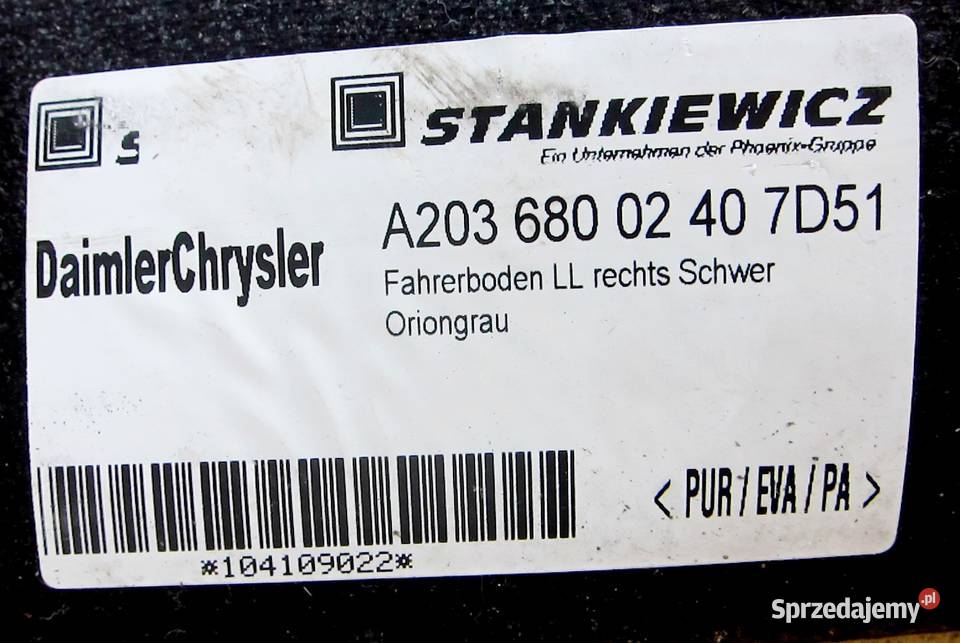 S
STANKIEWICZ
Ein Unternehmen der Phoenix-Gruppe
DaimlerChrysler
A203 680 02 40 7D51
Fahrerboden LL rechts Schwer
Oriongrau
< PUR / EVA / PA >
*104109022*
Sprzedajemy.pl